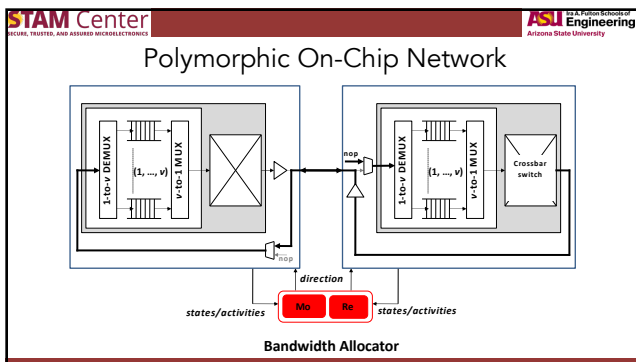 STAM Center
SECURE, TRUSTED, AND ASSURED MICROELECTRONICS
ASU Ira A. Fulton Schools of
Engineering
Arizona State University
Polymorphic On-Chip Network
1-to-v DEMUX
(1, ..., v)
v-to-1 MUX
nop
nop
1-to-v DEMUX
(1, ..., v)
v-to-1 MUX
Crossbar
switch
direction
states/activities
Mo
Re
states/activities
Bandwidth Allocator